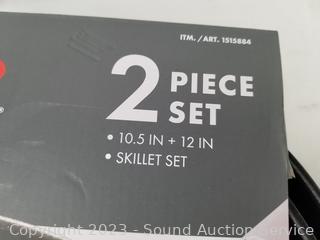 ITM. /ART. 1515884
2 PIECE
SET
• 10.5 IN + 12 IN
• SKILLET SET
®
Copyright 2023 - Sound Auction Service